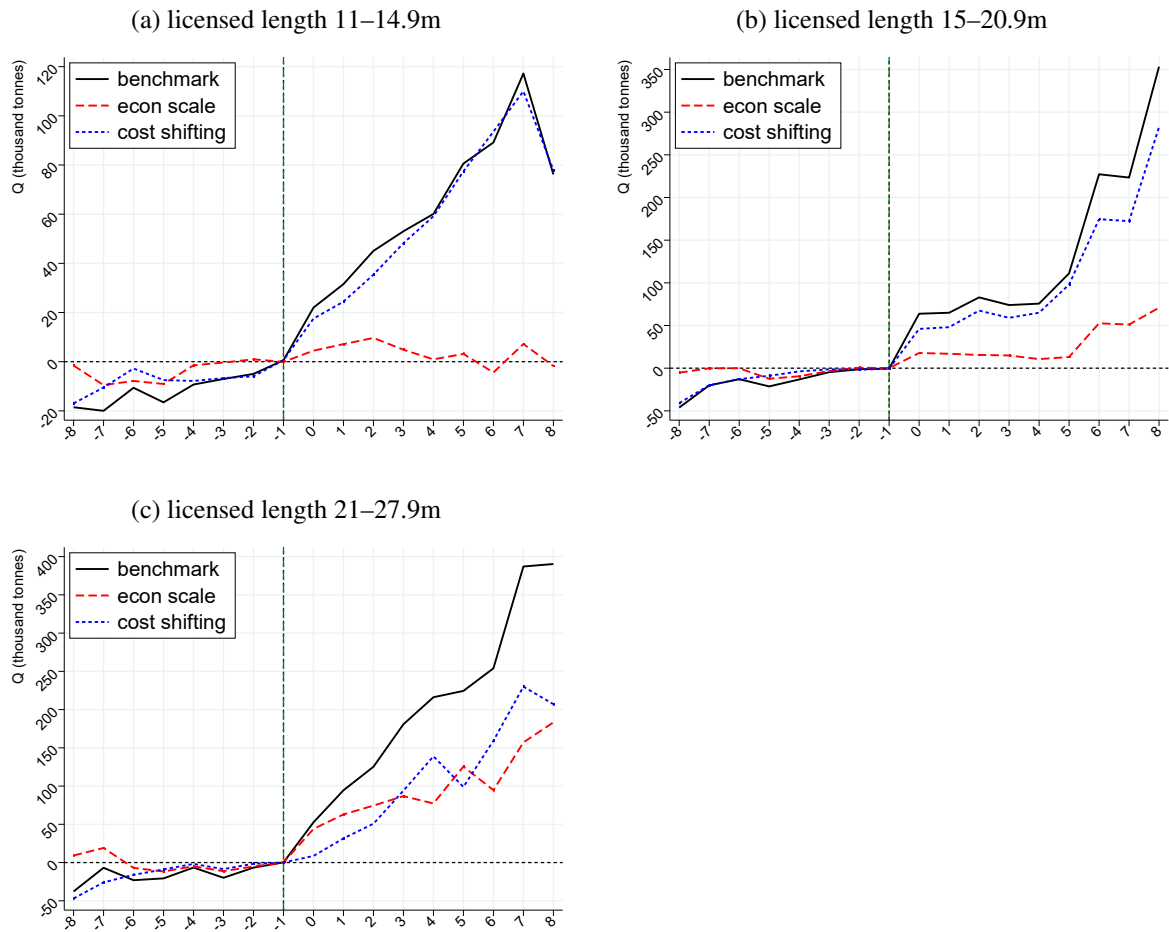 (a) licensed length 11–14.9m
Q (thousand tonnes)
120
100
80
60
40
20
0
20
benchmark
econ scale
cost shifting
-8 -7 -6 -5 -4 -3 -2 -1 0 1 2 3 4 5 6 7 8
(b) licensed length 15–20.9m
Q (thousand tonnes)
350
300
250
200
150
100
50
0
-50
benchmark
econ scale
cost shifting
-8 -7 -6 -5 -4 -3 -2 -1 0 1 2 3 4 5 6 7 8
(c) licensed length 21–27.9m
Q (thousand tonnes)
400
350
300
250
200
150
100
50
0
-50
benchmark
econ scale
cost shifting
-8 -7 -6 -5 -4 -3 -2 -1 0 1 2 3 4 5 6 7 8